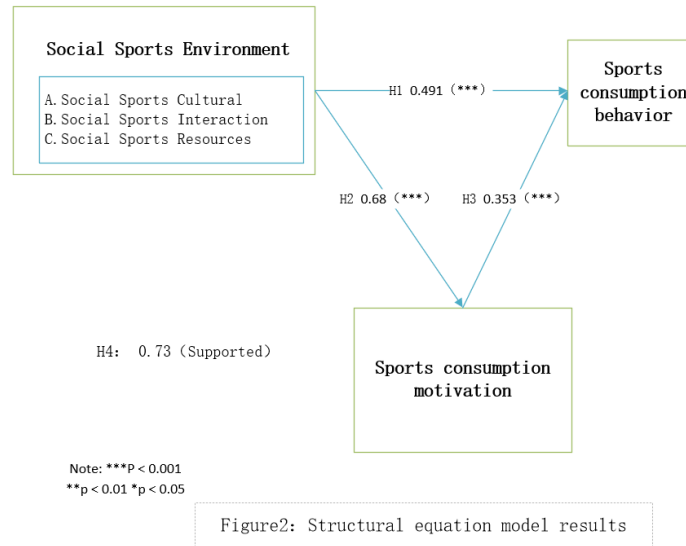 Social Sports Environment
A.Social Sports Cultural
B.Social Sports Interaction
C.Social Sports Resources
H1 0.491 (***)
Sports
consumption
behavior
H2 0.68 (***)
H3 0.353 (***)
H4: 0.73 (Supported)
Sports consumption
motivation
Note: ***P < 0.001
**p < 0.01 *p < 0.05
Figure2: Structural equation model results